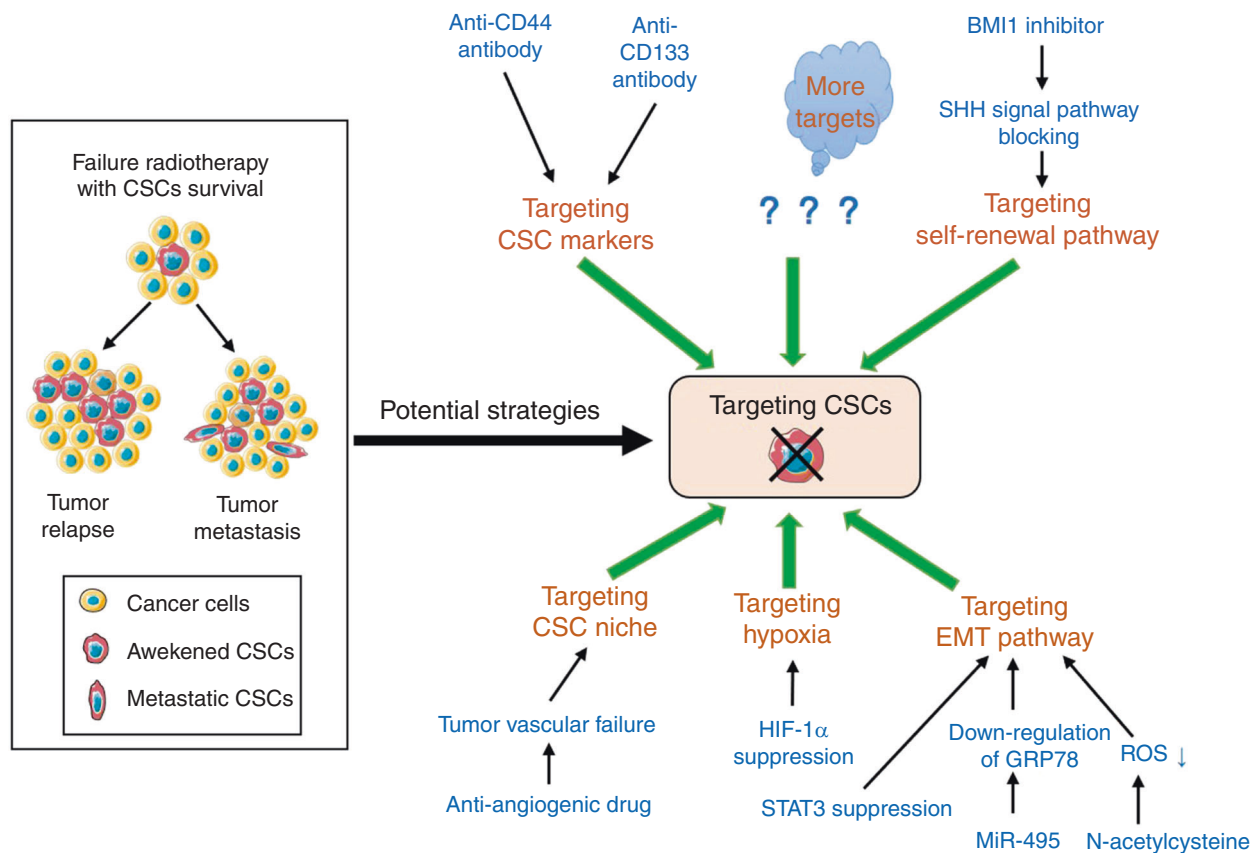 Failure radiotherapy
with CSCs survival
Tumor
relapse
Tumor
metastasis
Cancer cells
Awekened CSCs
Metastatic CSCs
Potential strategies
Anti-CD44
antibody
Anti-
CD133
antibody
Targeting
CSC markers
More
targets
? ? ?
BMI1 inhibitor
SHH signal pathway
blocking
Targeting
self-renewal pathway
Targeting CSCs
Targeting
CSC niche
Tumor vascular failure
Anti-angiogenic drug
Targeting
hypoxia
HIF-1α
suppression
Targeting
EMT pathway
STAT3 suppression
Down-regulation
of GRP78
MiR-495
ROS ↓
N-acetylcysteine